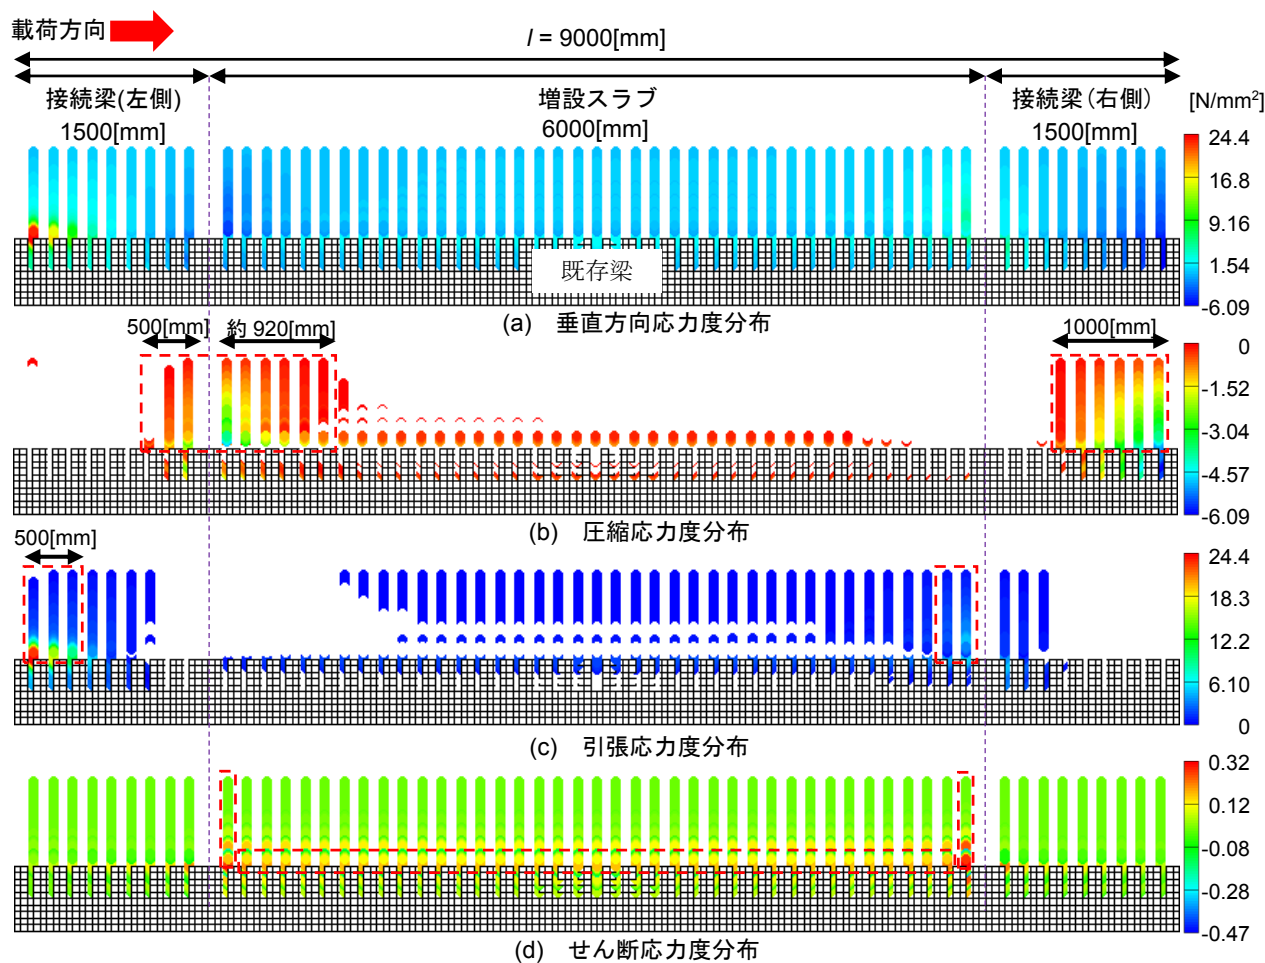 載荷方向
l = 9000[mm]
接続梁(左側)
1500[mm]
増設スラブ
6000[mm]
接続梁(右側)
1500[mm]
[N/mm²]
24.4
16.8
9.16
1.54
-6.09
既存梁
(a) 垂直方向応力度分布
500[mm]
約 920[mm]
1000[mm]
0
-1.52
-3.04
-4.57
-6.09
(b) 圧縮応力度分布
500[mm]
24.4
18.3
12.2
6.10
0
(c) 引張応力度分布
0.32
0.12
-0.08
-0.28
-0.47
(d) せん断応力度分布